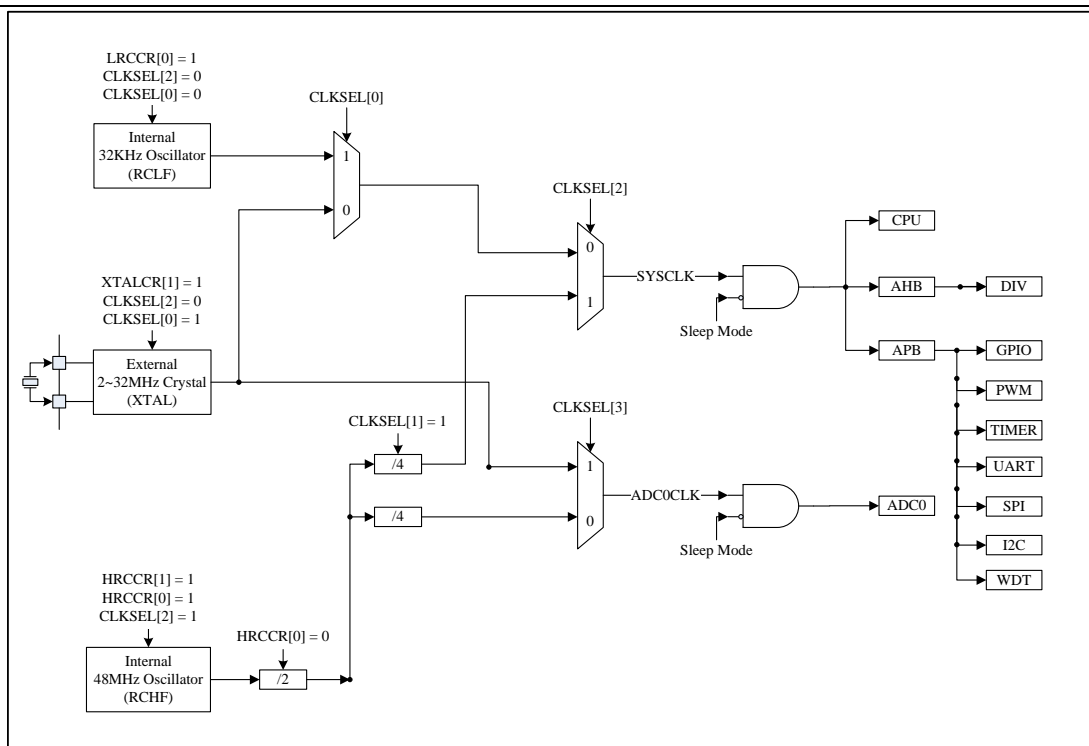 LRCCR[0] = 1
CLKSEL[2] = 0
CLKSEL[0] = 0
Internal
32KHz Oscillator
(RCLF)
CLKSEL[0]
1
0
XTALCR[1] = 1
CLKSEL[2] = 0
CLKSEL[0] = 1
External
2~32MHz Crystal
(XTAL)
CLKSEL[2]
0
1
SYSCLK
Sleep Mode
CPU
AHB
DIV
APB
GPIO
PWM
TIMER
UART
SPI
I2C
WDT
CLKSEL[1] = 1
/4
/4
CLKSEL[3]
1
0
ADC0CLK
Sleep Mode
ADC0
HRCCR[1] = 1
HRCCR[0] = 1
CLKSEL[2] = 1
Internal
48MHz Oscillator
(RCHF)
HRCCR[0] = 0
/2